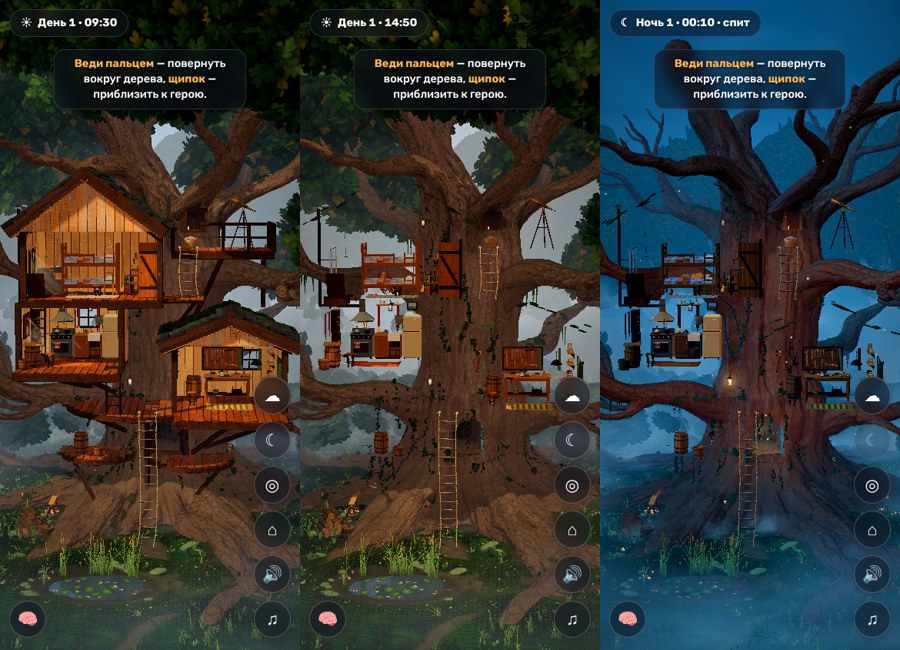 День 1 • 09:30
Веди пальцем — повернуть
вокруг дерева, щипок —
приблизить к герою.
День 1 • 14:50
Веди пальцем — повернуть
вокруг дерева, щипок —
приблизить к герою.
Ночь 1 • 00:10 • спит
Веди пальцем — повернуть
вокруг дерева, щипок —
приблизить к герою.